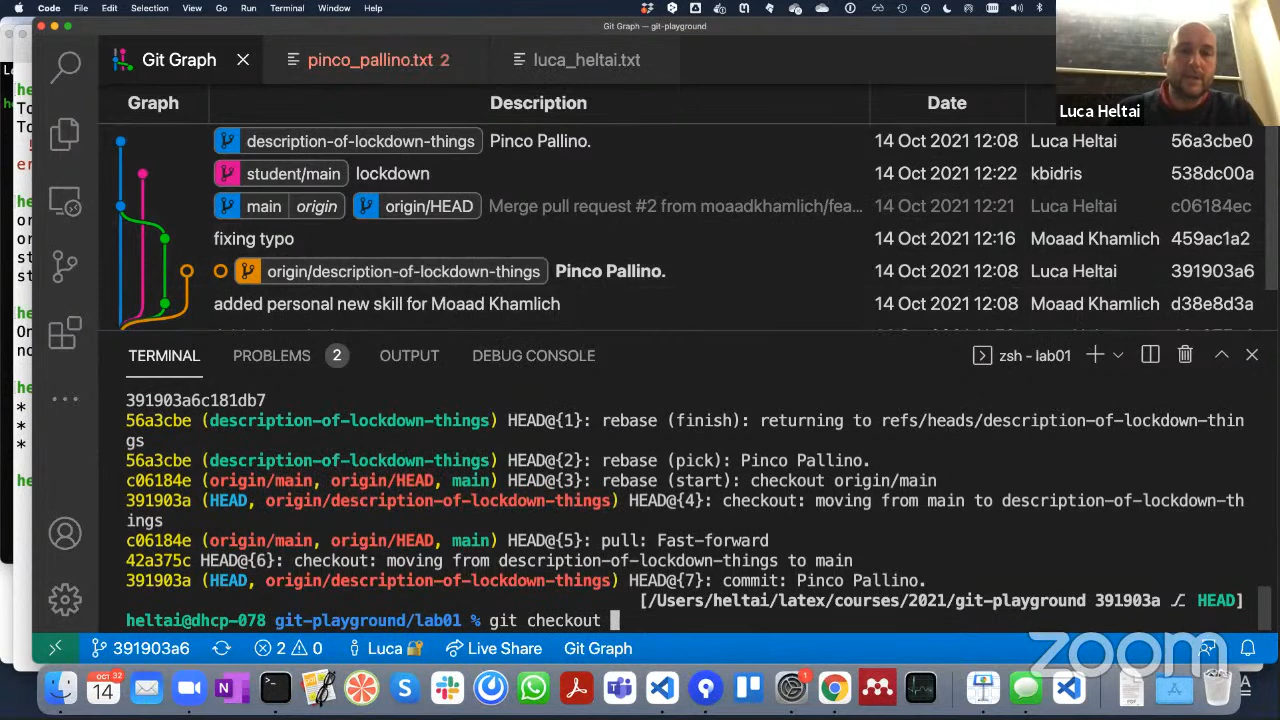 Code File Edit Selection View Go Run Terminal Window Help
Git Graph — git-playground
Git Graph
pinco_pallino.txt 2
luca_heltai.txt
Luca Heltai
Graph Description Date
description-of-lockdown-things Pinco Pallino. 14 Oct 2021 12:08 Luca Heltai 56a3cbe0
student/main lockdown 14 Oct 2021 12:22 kbidris 538dc00a
main origin origin/HEAD Merge pull request #2 from moaadkhamlich/fea... 14 Oct 2021 12:21 Luca Heltai c06184ec
fixing typo 14 Oct 2021 12:16 Moaad Khamlich 459ac1a2
origin/description-of-lockdown-things Pinco Pallino. 14 Oct 2021 12:08 Luca Heltai 391903a6
added personal new skill for Moaad Khamlich 14 Oct 2021 12:08 Moaad Khamlich d38e8d3a
TERMINAL PROBLEMS 2 OUTPUT DEBUG CONSOLE zsh - lab01
391903a6c181db7
56a3cbe (description-of-lockdown-things) HEAD@{1}: rebase (finish): returning to refs/heads/description-of-lockdown-thin
gs
56a3cbe (description-of-lockdown-things) HEAD@{2}: rebase (pick): Pinco Pallino.
c06184e (origin/main, origin/HEAD, main) HEAD@{3}: rebase (start): checkout origin/main
391903a (HEAD, origin/description-of-lockdown-things) HEAD@{4}: checkout: moving from main to description-of-lockdown-th
ings
c06184e (origin/main, origin/HEAD, main) HEAD@{5}: pull: Fast-forward
42a375c HEAD@{6}: checkout: moving from description-of-lockdown-things to main
391903a (HEAD, origin/description-of-lockdown-things) HEAD@{7}: commit: Pinco Pallino.
[/Users/heltai/latex/courses/2021/git-playground 391903a ⎇ HEAD]
heltai@dhcp-078 git-playground/lab01 % git checkout
391903a6 2 0 Luca Live Share Git Graph
zoom
OCT 32
14
1